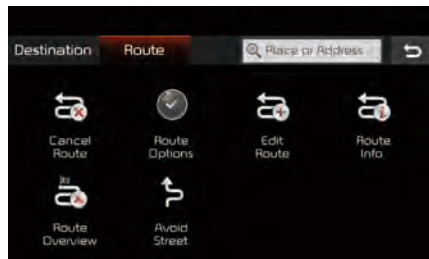 Destination
Route
Place or Address
Cancel
Route
Route
Options
Edit
Route
Route
Info.
Route
Overview
Avoid
Street